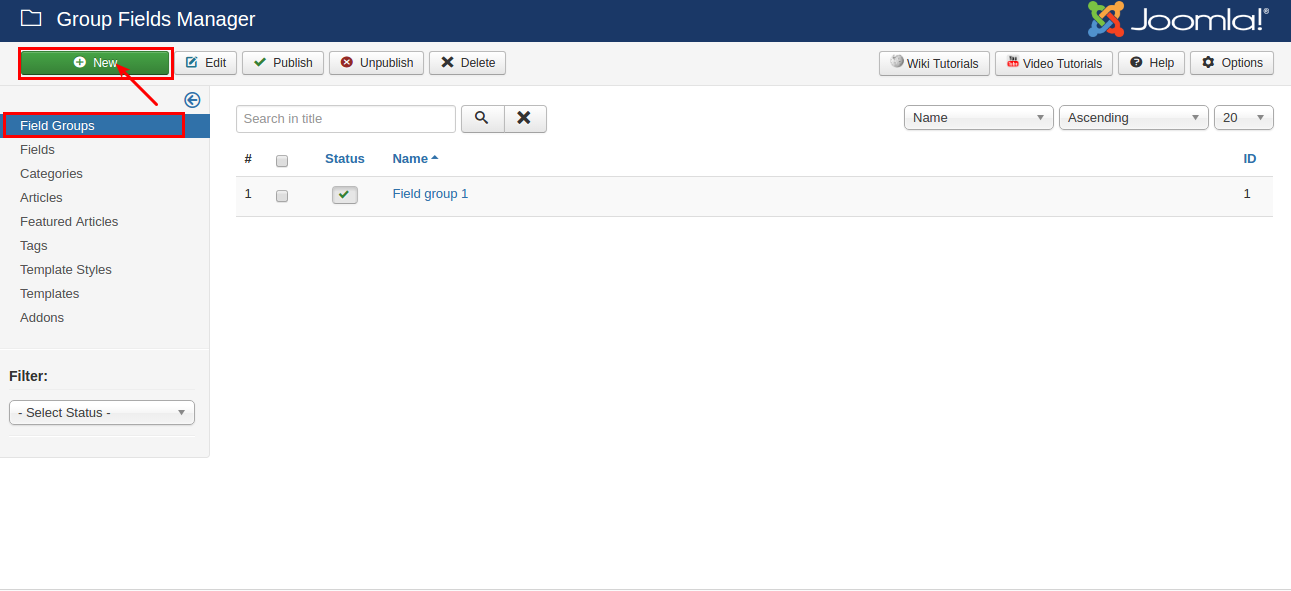 Group Fields Manager
Joomla!®
New Edit Publish Unpublish Delete Wiki Tutorials Video Tutorials Help Options
Field Groups
Fields
Categories
Articles
Featured Articles
Tags
Template Styles
Templates
Addons
Filter:
- Select Status -
Search in title Name Ascending 20
# Status Name ID
1 Field group 1 1